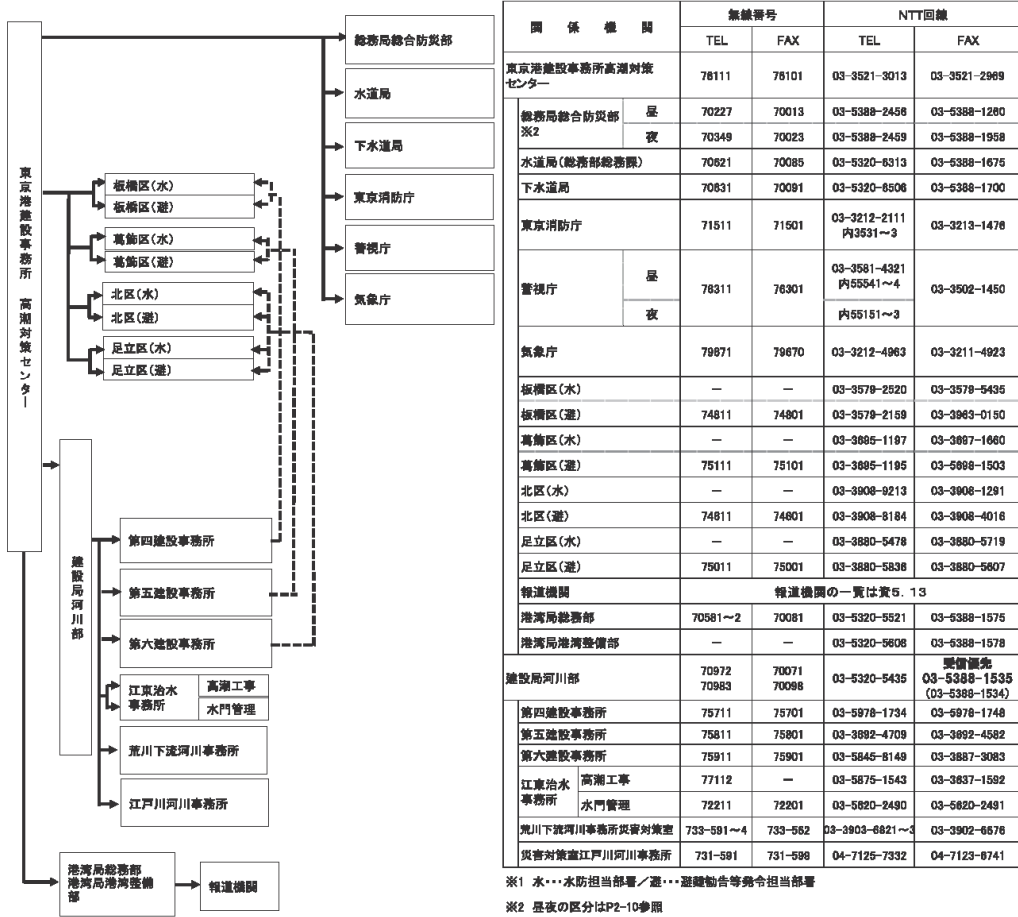 東京港建設事務所 高潮対策センター
総務局総合防災部
水道局
下水道局
東京消防庁
警視庁
気象庁
板橋区(水)
板橋区(避)
葛飾区(水)
葛飾区(避)
北区(水)
北区(避)
足立区(水)
足立区(避)
建設局河川部
第四建設事務所
第五建設事務所
第六建設事務所
江東治水
事務所
高潮工事
水門管理
荒川下流河川事務所
江戸川河川事務所
港湾局総務部
港湾局港湾整備
部
報道機関
関 係 機 関 無線番号 NTT回線
TEL FAX TEL FAX
東京港建設事務所高潮対策
センター 76111 76101 03-3521-3013 03-3521-2969
総務局総合防災部
※2
昼 70227 70013 03-5388-2456 03-5388-1260
夜 70349 70023 03-5388-2459 03-5388-1958
水道局(総務部総務課) 70621 70085 03-5320-6313 03-5388-1675
下水道局 70631 70091 03-5320-6506 03-5388-1700
東京消防庁 71511 71501 03-3212-2111
内3531～3 03-3213-1476
警視庁 昼 76311 76301 03-3581-4321
内55541～4 03-3502-1450
夜 内55151～3
気象庁 79671 79670 03-3212-4963 03-3211-4923
板橋区(水) － － 03-3579-2520 03-3579-5435
板橋区(避) 74811 74801 03-3579-2159 03-3963-0150
葛飾区(水) － － 03-3695-1197 03-3697-1660
葛飾区(避) 75111 75101 03-3695-1195 03-5698-1503
北区(水) － － 03-3908-9213 03-3908-1291
北区(避) 74611 74601 03-3908-8184 03-3908-4016
足立区(水) － － 03-3880-5478 03-3880-5719
足立区(避) 75011 75001 03-3880-5836 03-3880-5607
報道機関 報道機関の一覧は資5．13
港湾局総務部 70581～2 70081 03-5320-5521 03-5388-1575
港湾局港湾整備部 － － 03-5320-5608 03-5388-1578
建設局河川部 70972
70983 70071
70098 03-5320-5435 受信優先
03-5388-1535
(03-5388-1534)
第四建設事務所 75711 75701 03-5978-1734 03-5978-1748
第五建設事務所 75811 75801 03-3692-4709 03-3692-4582
第六建設事務所 75911 75901 03-5845-8149 03-3887-3083
江東治水
事務所
高潮工事 77112 － 03-5875-1543 03-3637-1592
水門管理 72211 72201 03-5620-2490 03-5620-2491
荒川下流河川事務所災害対策室 733-591～4 733-562 03-3903-6821～3 03-3902-6576
災害対策室江戸川河川事務所 731-591 731-599 04-7125-7332 04-7123-6741
※1 水･･･水防担当部署／避･･･避難勧告等発令担当部署
※2 昼夜の区分はP2-10参照